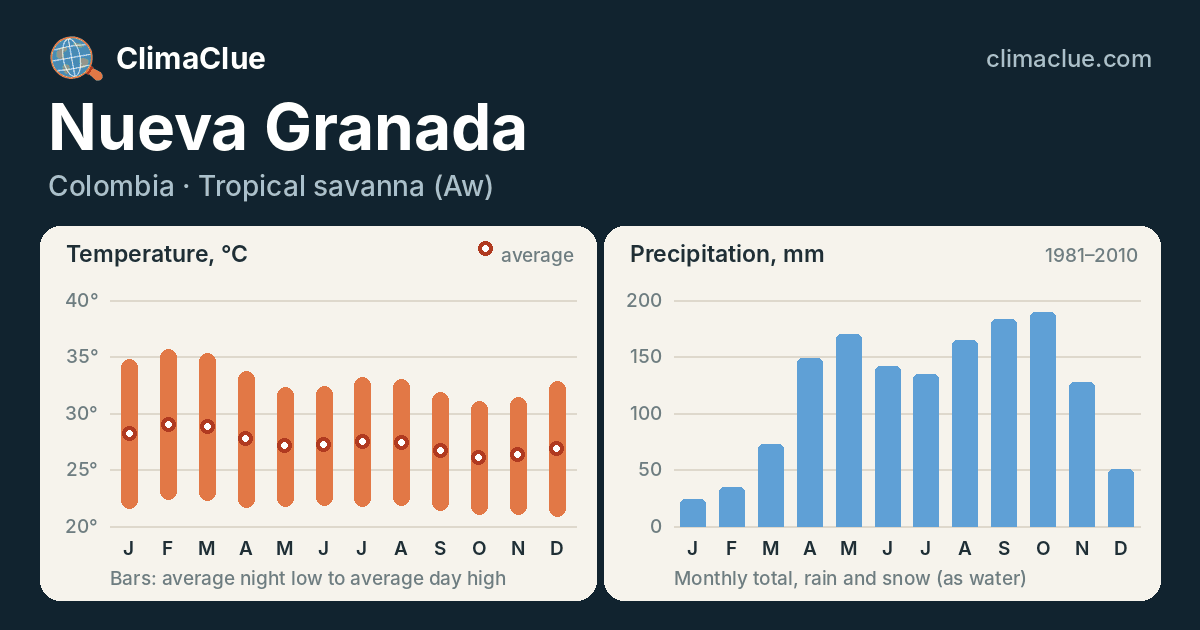 ClimaClue
climaclue.com
Nueva Granada
Colombia · Tropical savanna (Aw)
Temperature, °C
average
40°
35°
30°
25°
20°
J F M A M J J A S O N D
Bars: average night low to average day high
Precipitation, mm
1981–2010
200
150
100
50
0
J F M A M J J A S O N D
Monthly total, rain and snow (as water)